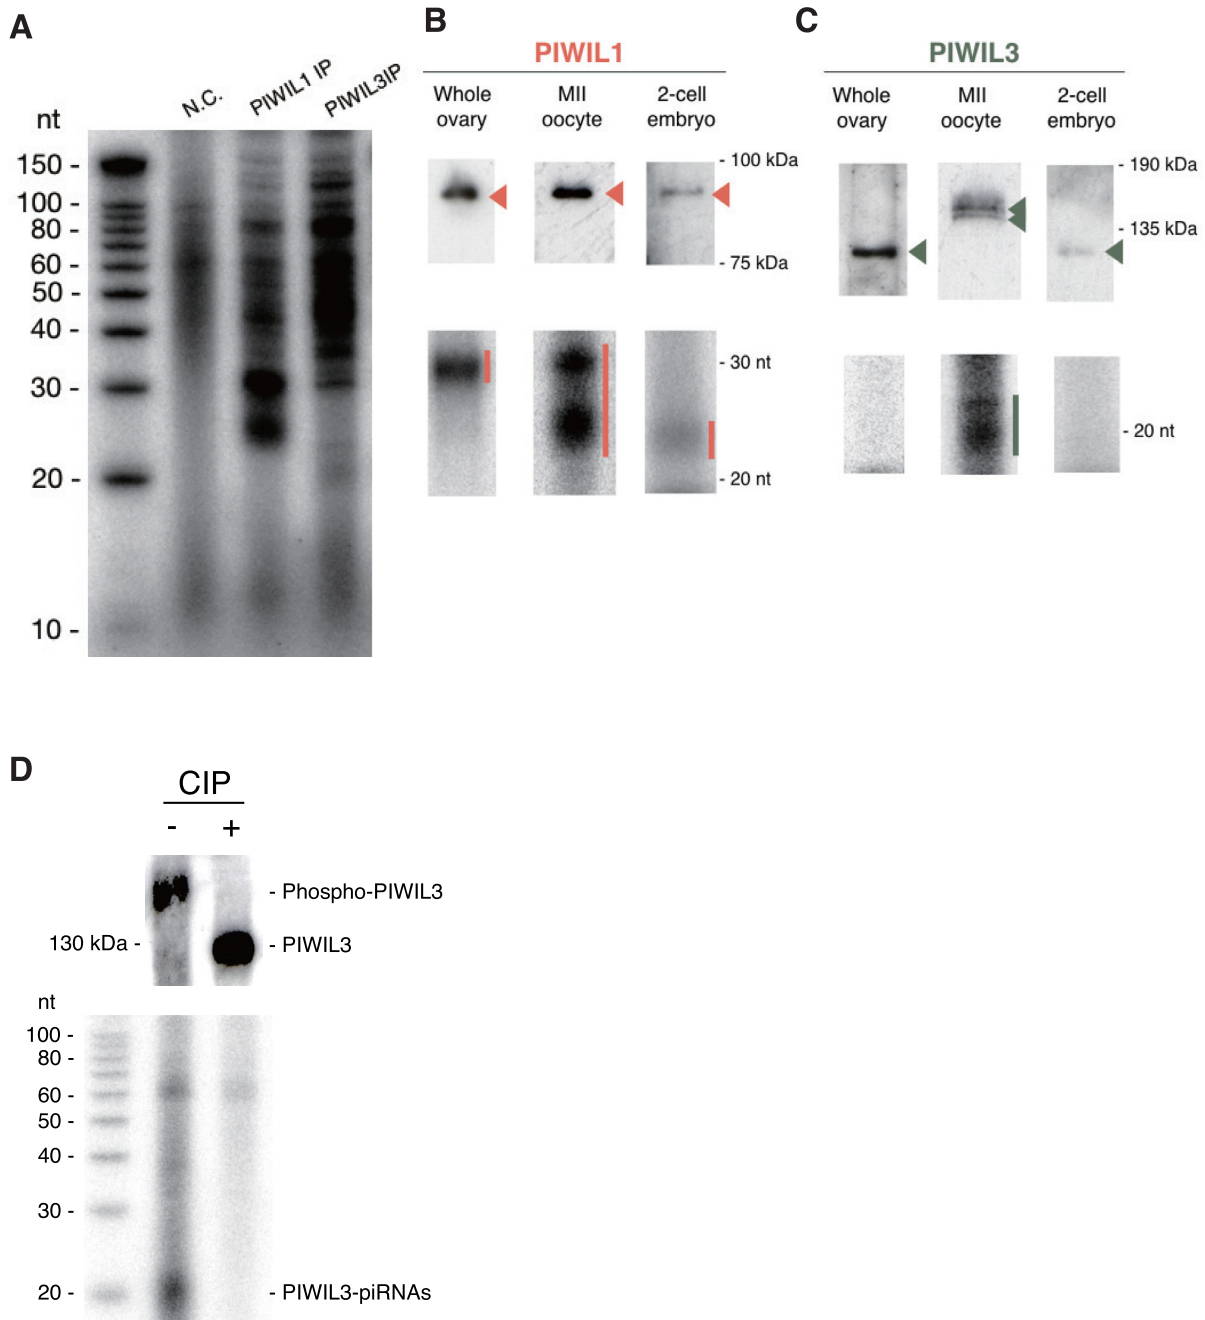 A
N.C.
PIWIL1 IP
PIWIL3IP
nt
150 -
100 -
80 -
60 -
50 -
40 -
30 -
20 -
10 -
B
PIWIL1
Whole
ovary
MII
oocyte
2-cell
embryo
- 100 kDa
- 75 kDa
- 30 nt
- 20 nt
C
PIWIL3
Whole
ovary
MII
oocyte
2-cell
embryo
- 190 kDa
- 135 kDa
- 20 nt
D
CIP
- +
- Phospho-PIWIL3
130 kDa -
- PIWIL3
nt
100 -
80 -
60 -
50 -
40 -
30 -
20 -
- PIWIL3-piRNAs